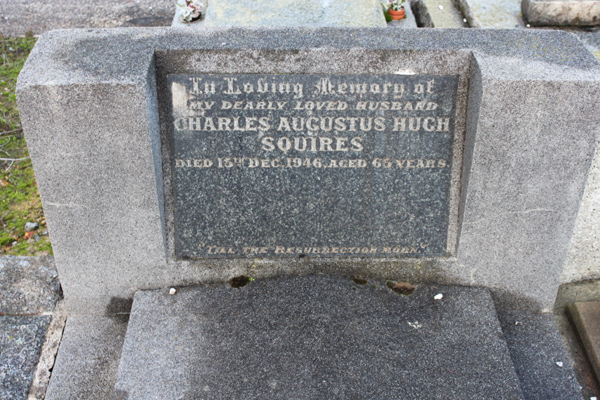 In Loving Memory of
MY DEARLY LOVED HUSBAND
CHARLES AUGUSTUS HUGH
SQUIRES
DIED 15TH DEC. 1946. AGED 65 YEARS.
TILL THE RESURRECTION MORN.